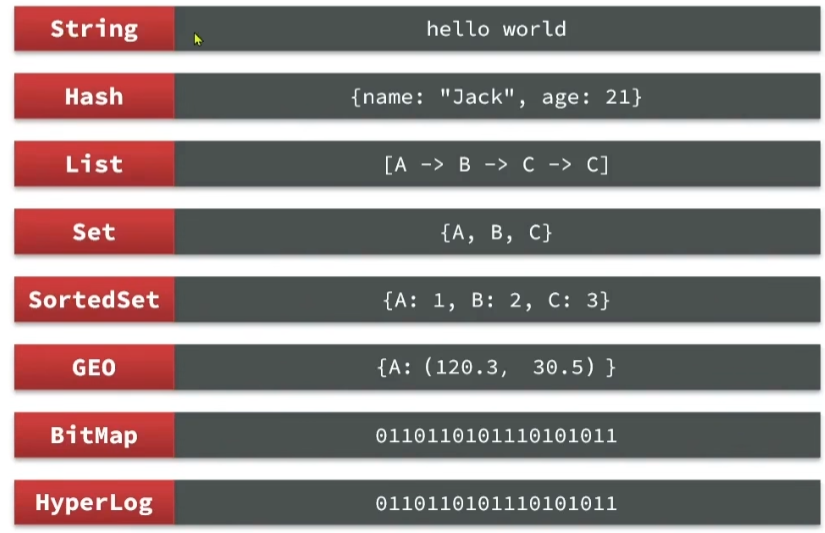 String hello world
Hash {name: "Jack", age: 21}
List [A -> B -> C -> C]
Set {A, B, C}
SortedSet {A: 1, B: 2, C: 3}
GEO {A: (120.3, 30.5) }
BitMap 0110110101110101011
HyperLog 0110110101110101011